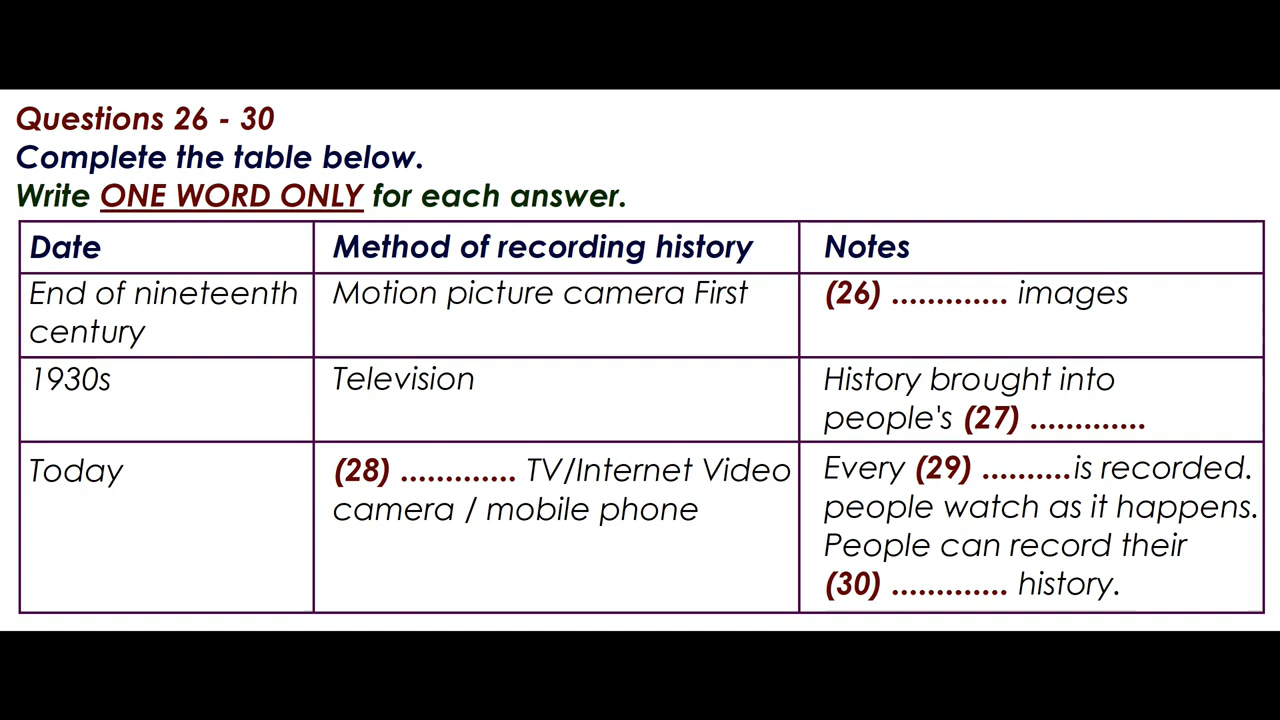 Questions 26 - 30
Complete the table below.
Write ONE WORD ONLY for each answer.
Date
Method of recording history
Notes
End of nineteenth
century
Motion picture camera First
(26) ............. images
1930s
Television
History brought into
people's (27) .............
Today
(28) ............. TV/Internet Video
camera / mobile phone
Every (29) ..........is recorded.
people watch as it happens.
People can record their
(30) ............. history.